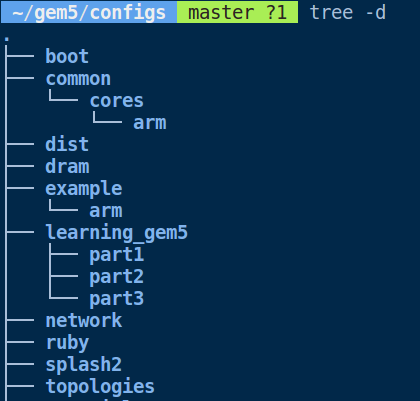 ~/gem5/configs master ?1 tree -d
.
├── boot
├── common
│   └── cores
│       └── arm
├── dist
├── dram
├── example
│   └── arm
├── learning_gem5
│   ├── part1
│   ├── part2
│   └── part3
├── network
├── ruby
├── splash2
├── topologies